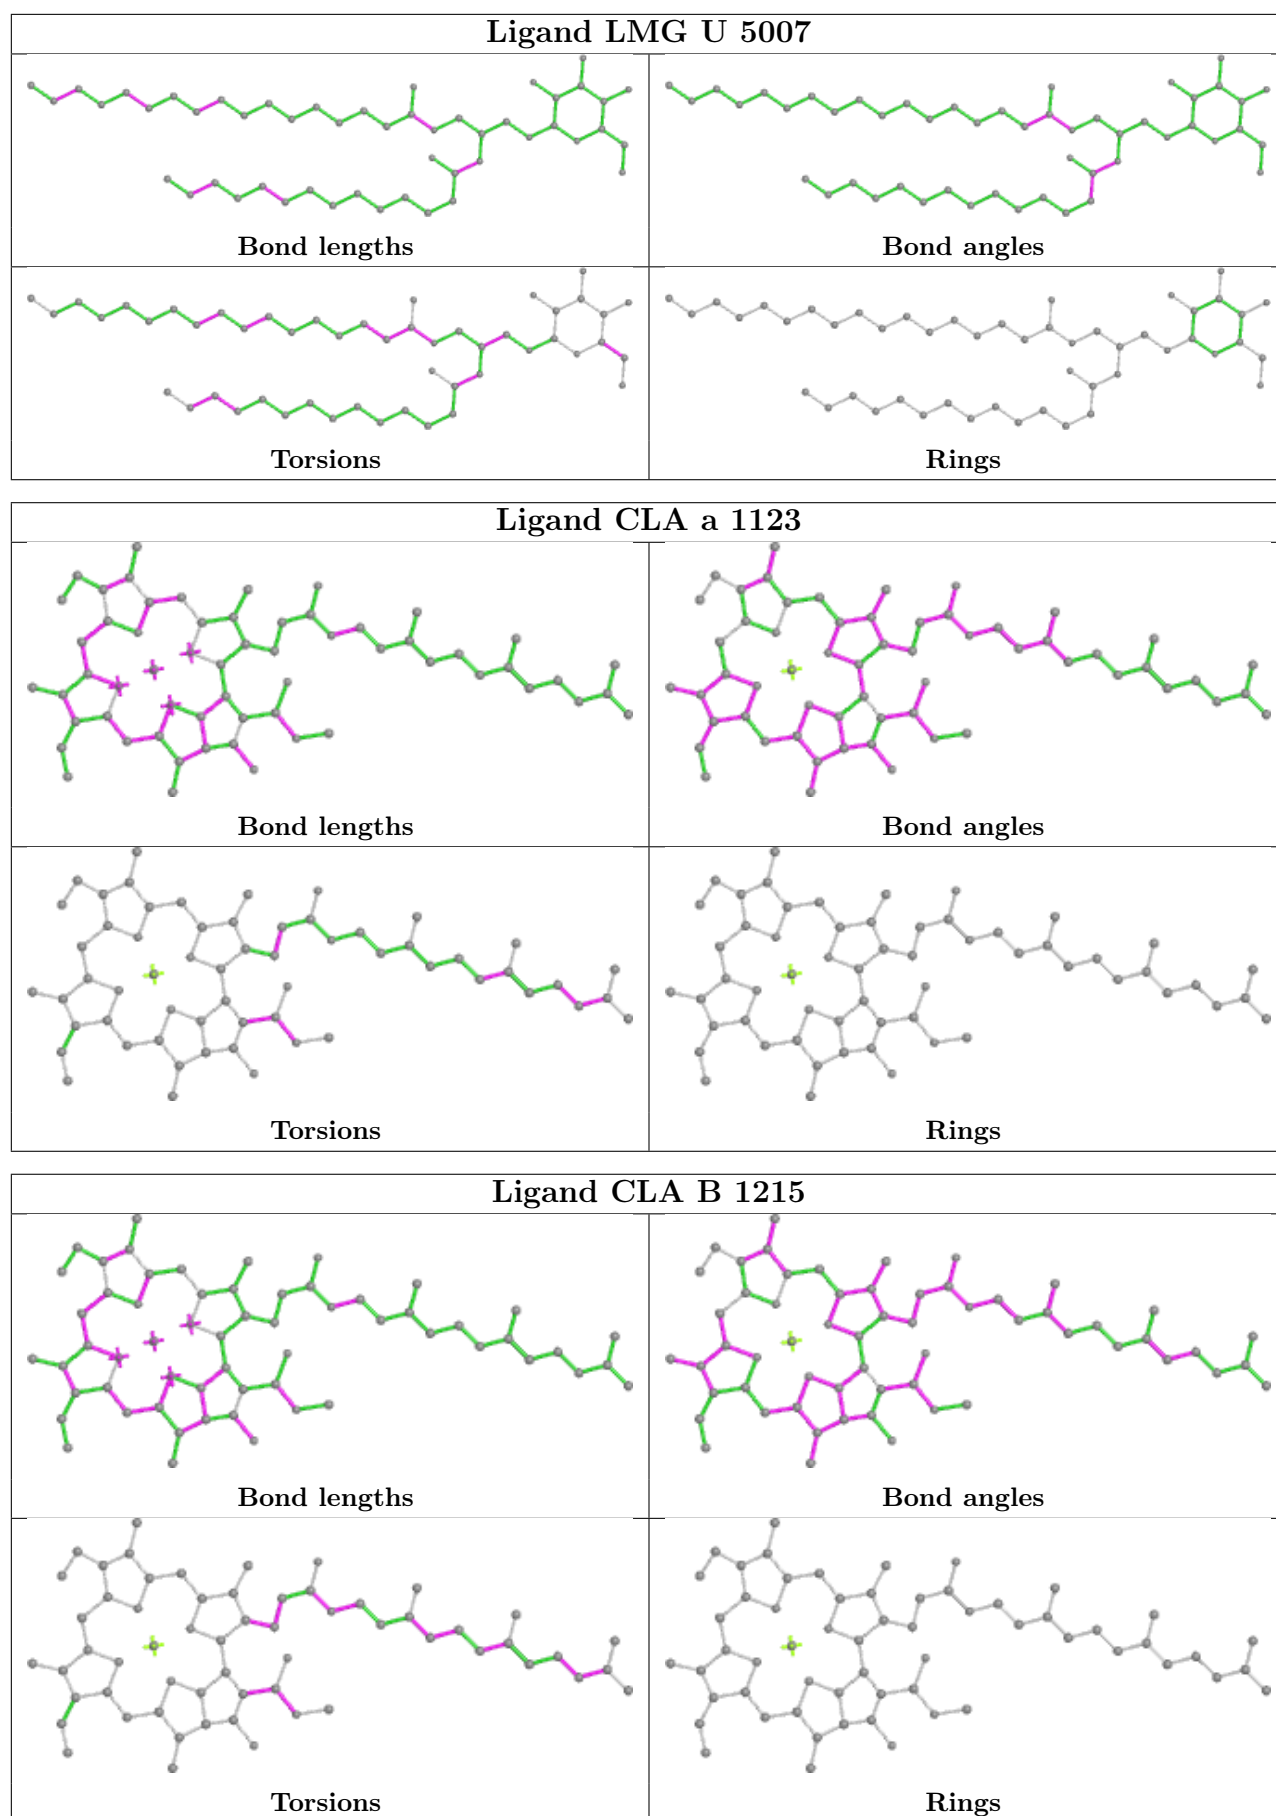 Ligand LMG U 5007
Bond lengths
Bond angles
Torsions
Rings
Ligand CLA a 1123
Bond lengths
Bond angles
Torsions
Rings
Ligand CLA B 1215
Bond lengths
Bond angles
Torsions
Rings